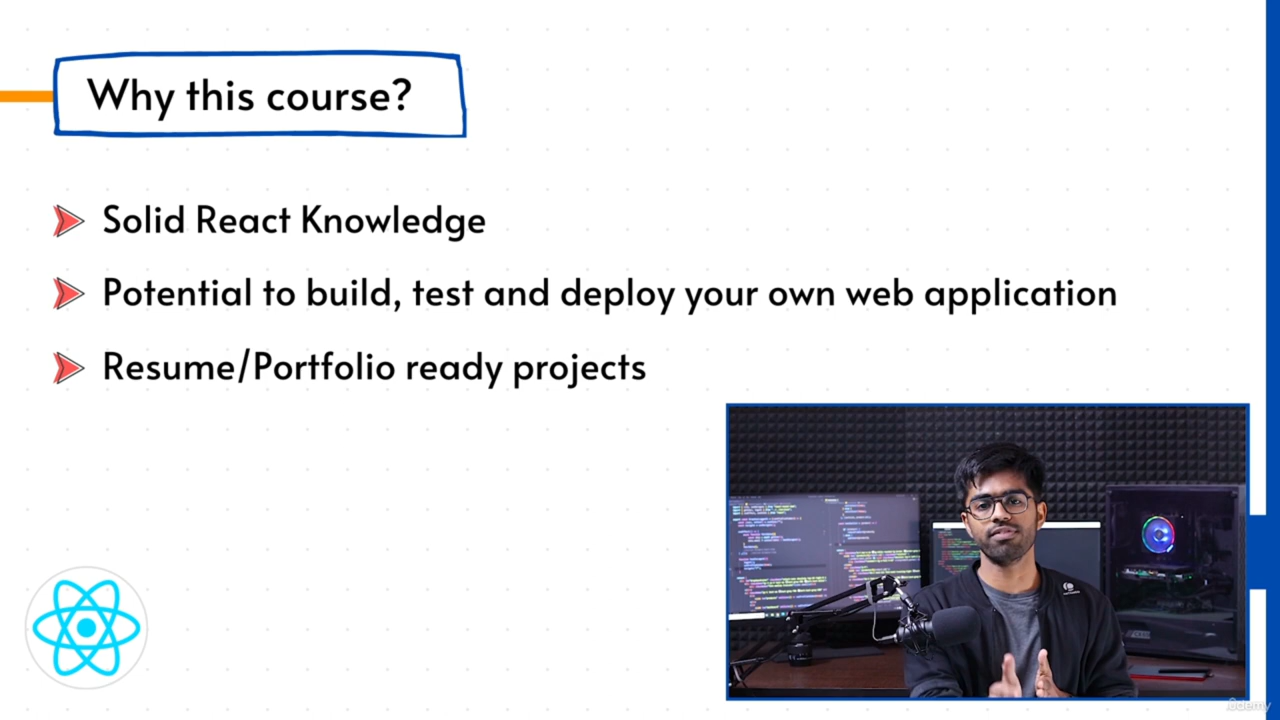 Why this course?
Solid React Knowledge
Potential to build, test and deploy your own web application
Resume/Portfolio ready projects
ûdemy